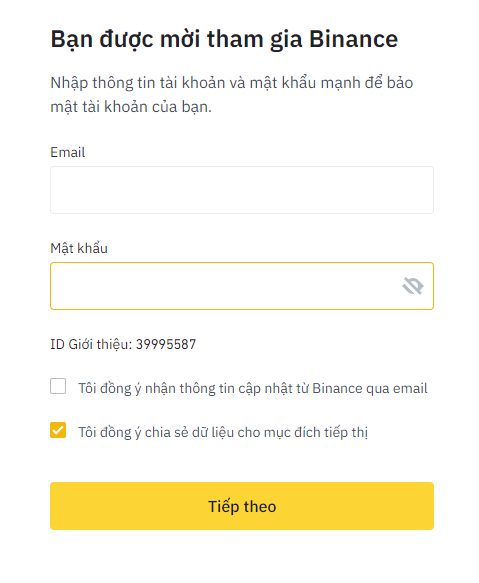 Bạn được mời tham gia Binance
Nhập thông tin tài khoản và mật khẩu mạnh để bảo
mật tài khoản của bạn.
Email
Mật khẩu
ID Giới thiệu: 39995587
Tôi đồng ý nhận thông tin cập nhật từ Binance qua email
Tôi đồng ý chia sẻ dữ liệu cho mục đích tiếp thị
Tiếp theo